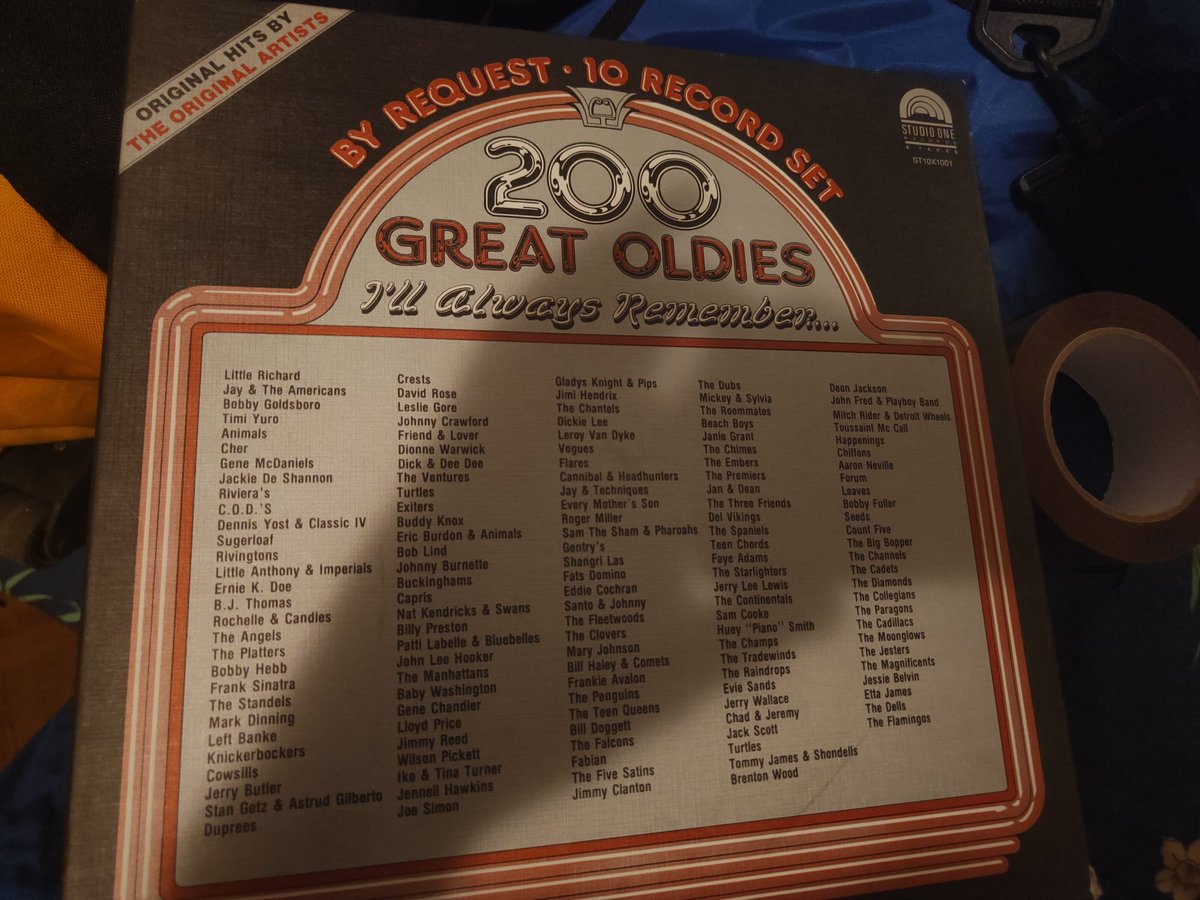 ORIGINAL HITS BY
THE ORIGINAL ARTISTS
BY REQUEST · 10 RECORD SET
STUDIO ONE
RECORDS
& TAPES
ST10X1001
200
GREAT OLDIES
I'll Always Remember...
Little Richard
Jay & The Americans
Bobby Goldsboro
Timi Yuro
Animals
Cher
Gene McDaniels
Jackie De Shannon
Riviera's
C.O.D.'S
Dennis Yost & Classic IV
Sugerloaf
Rivingtons
Little Anthony & Imperials
Ernie K. Doe
B.J. Thomas
Rochelle & Candles
The Angels
The Platters
Bobby Hebb
Frank Sinatra
The Standels
Mark Dinning
Left Banke
Knickerbockers
Cowsills
Jerry Butler
Stan Getz & Astrud Gilberto
Duprees
Crests
David Rose
Leslie Gore
Johnny Crawford
Friend & Lover
Dionne Warwick
Dick & Dee Dee
The Ventures
Turtles
Exiters
Buddy Knox
Eric Burdon & Animals
Bob Lind
Johnny Burnette
Buckinghams
Capris
Nat Kendricks & Swans
Billy Preston
Patti Labelle & Bluebelles
John Lee Hooker
The Manhattans
Baby Washington
Gene Chandler
Lloyd Price
Jimmy Reed
Wilson Pickett
Ike & Tina Turner
Jennell Hawkins
Joe Simon
Gladys Knight & Pips
Jimi Hendrix
The Chantels
Dickie Lee
Leroy Van Dyke
Vogues
Flares
Cannibal & Headhunters
Jay & Techniques
Every Mother's Son
Roger Miller
Sam The Sham & Pharoahs
Gentry's
Shangri Las
Fats Domino
Eddie Cochran
Santo & Johnny
The Fleetwoods
The Clovers
Mary Johnson
Bill Haley & Comets
Frankie Avalon
The Penguins
The Teen Queens
Bill Doggett
The Falcons
Fabian
The Five Satins
Jimmy Clanton
The Dubs
Mickey & Sylvia
The Roommates
Beach Boys
Janie Grant
The Chimes
The Embers
The Premiers
Jan & Dean
The Three Friends
Del Vikings
The Spaniels
Teen Chords
Faye Adams
The Starlighters
Jerry Lee Lewis
The Continentals
Sam Cooke
Huey "Piano" Smith
The Champs
The Tradewinds
The Raindrops
Evie Sands
Jerry Wallace
Chad & Jeremy
Jack Scott
Turtles
Tommy James & Shondells
Brenton Wood
Deon Jackson
John Fred & Playboy Band
Mitch Rider & Detroit Wheels
Toussaint Mc Call
Happenings
Chiffons
Aaron Neville
Forum
Leaves
Bobby Fuller
Seeds
Count Five
The Big Bopper
The Channels
The Cadets
The Diamonds
The Collegians
The Paragons
The Cadillacs
The Moonglows
The Jesters
The Magnificents
Jessie Belvin
Etta James
The Dells
The Flamingos